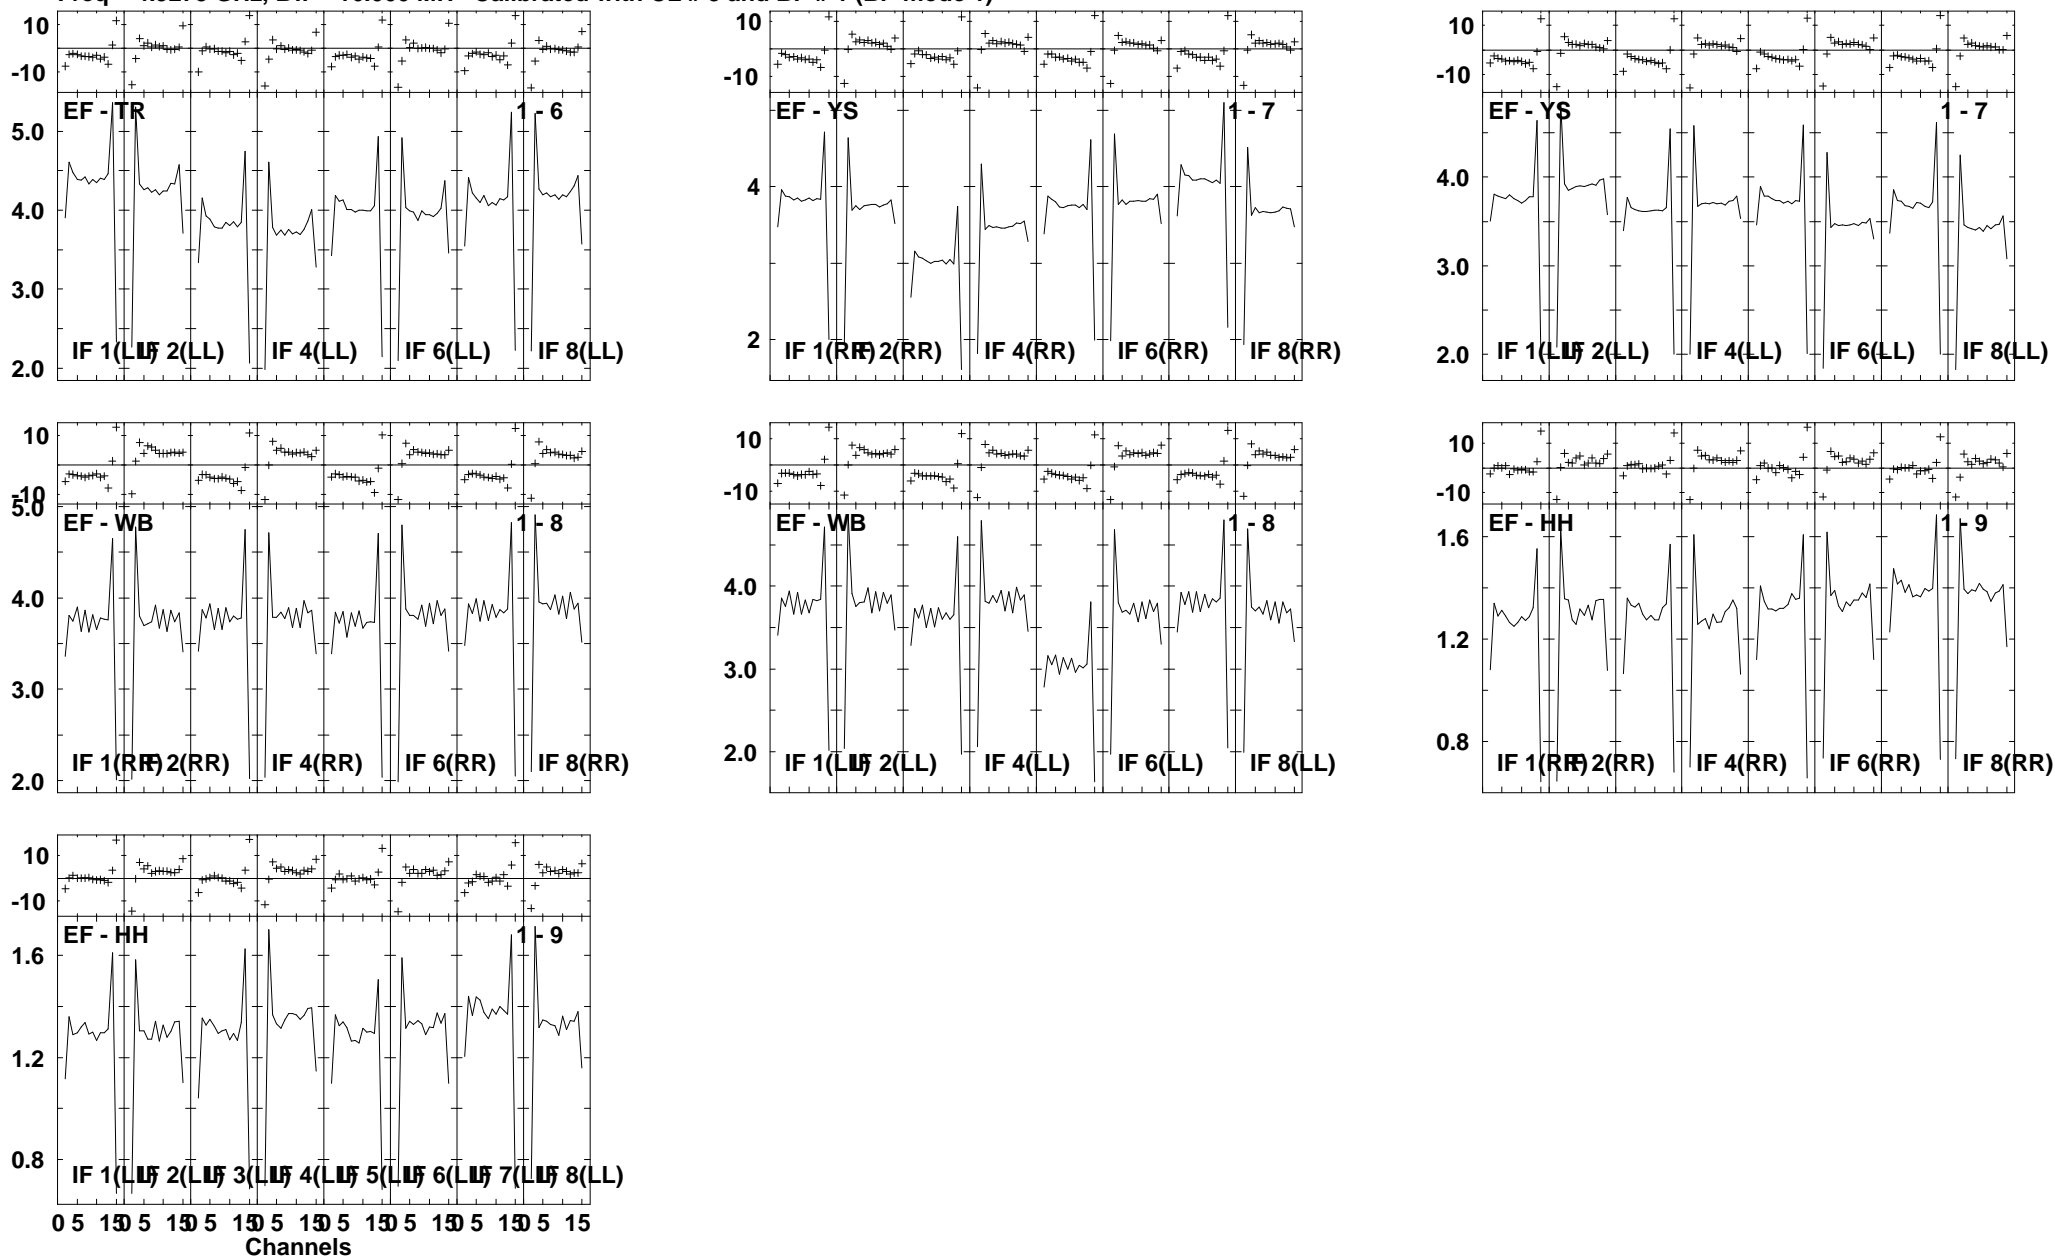 10
-10
EF - TR
1 - 6
5.0
4.0
3.0
2.0
IF 1(LL) IF 2(LL) IF 4(LL) IF 6(LL) IF 8(LL)
10
-10
EF - YS
1 - 7
4
2
IF 1(RR) IF 2(RR) IF 4(RR) IF 6(RR) IF 8(RR)
10
-10
EF - YS
1 - 7
4.0
3.0
2.0
IF 1(LL) IF 2(LL) IF 4(LL) IF 6(LL) IF 8(LL)
10
-10
5.0
EF - WB
1 - 8
4.0
3.0
2.0
IF 1(RR) IF 2(RR) IF 4(RR) IF 6(RR) IF 8(RR)
10
-10
EF - WB
1 - 8
4.0
3.0
2.0
IF 1(LL) IF 2(LL) IF 4(LL) IF 6(LL) IF 8(LL)
10
-10
EF - HH
1 - 9
1.6
1.2
0.8
IF 1(RR) IF 2(RR) IF 4(RR) IF 6(RR) IF 8(RR)
10
-10
EF - HH
1 - 9
1.6
1.2
0.8
IF 1(LL) IF 2(LL) IF 3(LL) IF 4(LL) IF 5(LL) IF 6(LL) IF 7(LL) IF 8(LL)
0 5 15 0 5 15 0 5 15 0 5 15 0 5 15 0 5 15 0 5 15 0 5 15
Channels